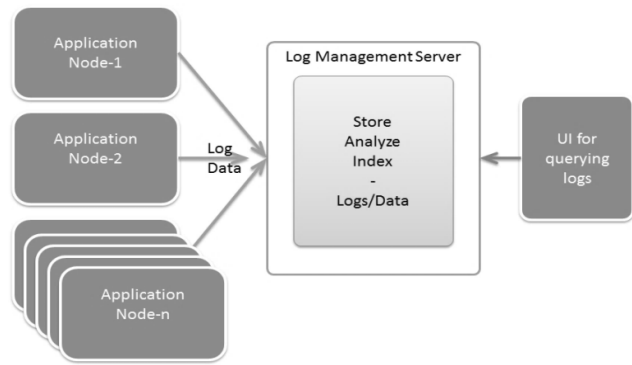 Application
Node-1
Log Management Server
Application
Node-2
Log
Data
Store
Analyze
Index
-
Logs/Data
UI for
querying
logs
Application
Node-n